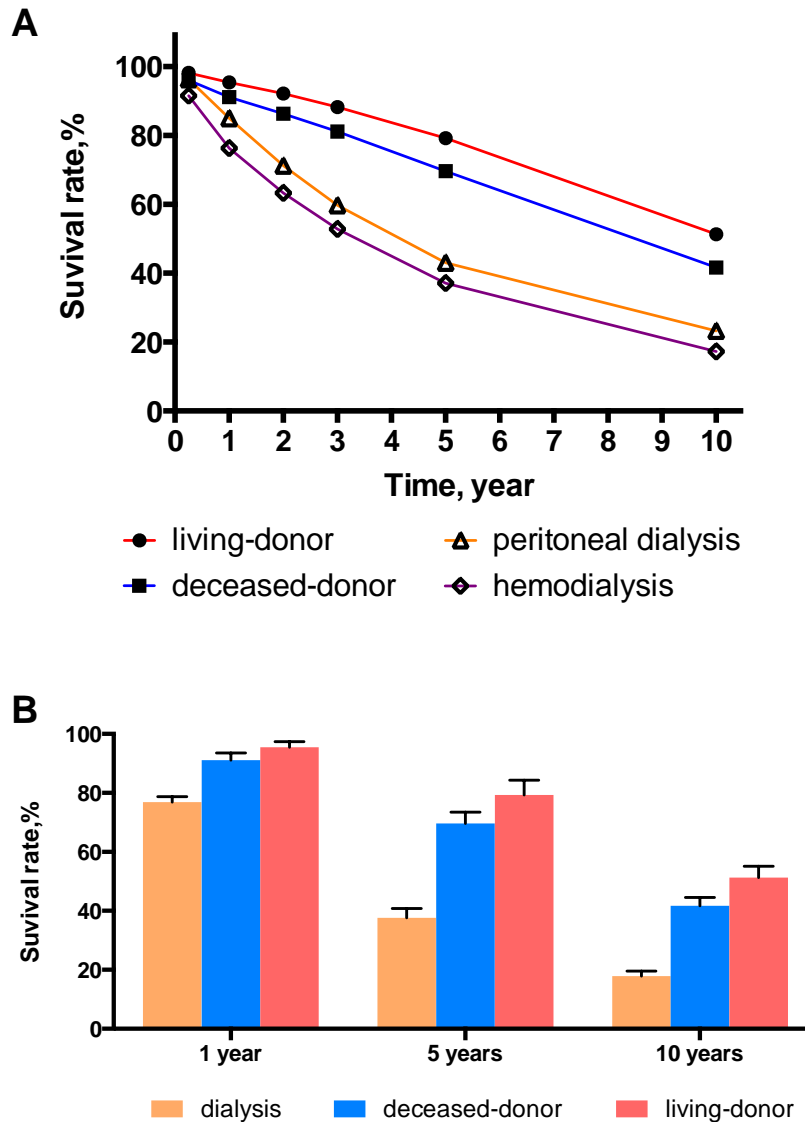 A
Suvival rate,%
100
80
60
40
20
0
0 1 2 3 4 5 6 7 8 9 10
Time, year
living-donor peritoneal dialysis
deceased-donor hemodialysis
B
Suvival rate,%
100
80
60
40
20
0
1 year 5 years 10 years
dialysis deceased-donor living-donor